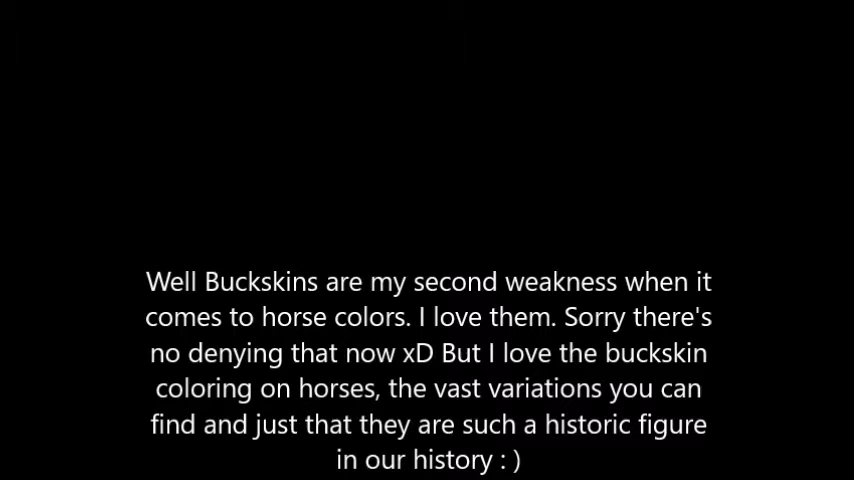 Well Buckskins are my second weakness when it
comes to horse colors. I love them. Sorry there's
no denying that now xD But I love the buckskin
coloring on horses, the vast variations you can
find and just that they are such a historic figure
in our history : )